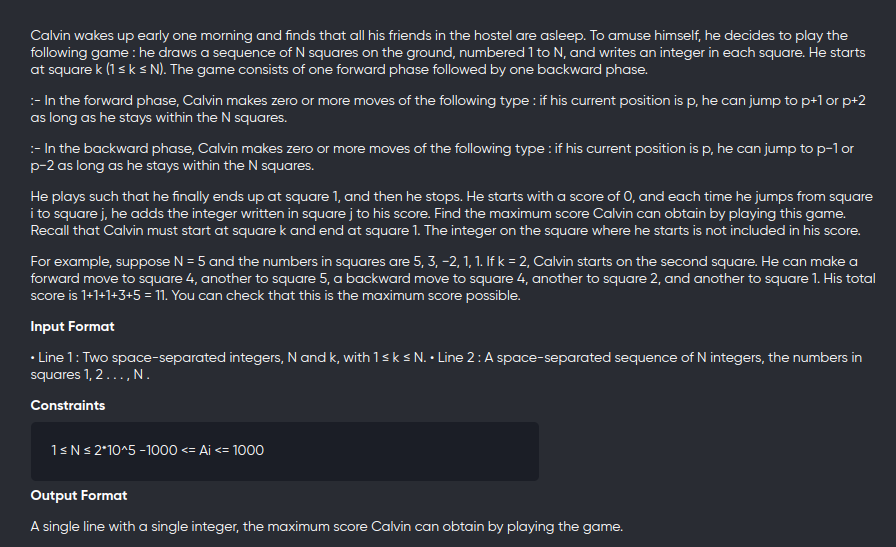 Calvin wakes up early one morning and finds that all his friends in the hostel are asleep. To amuse himself, he decides to play the
following game : he draws a sequence of N squares on the ground, numbered 1 to N, and writes an integer in each square. He starts
at square k (1 ≤ k ≤ N). The game consists of one forward phase followed by one backward phase.
:- In the forward phase, Calvin makes zero or more moves of the following type : if his current position is p, he can jump to p+1 or p+2
as long as he stays within the N squares.
:- In the backward phase, Calvin makes zero or more moves of the following type : if his current position is p, he can jump to p−1 or
p−2 as long as he stays within the N squares.
He plays such that he finally ends up at square 1, and then he stops. He starts with a score of 0, and each time he jumps from square
i to square j, he adds the integer written in square j to his score. Find the maximum score Calvin can obtain by playing this game.
Recall that Calvin must start at square k and end at square 1. The integer on the square where he starts is not included in his score.
For example, suppose N = 5 and the numbers in squares are 5, 3, −2, 1, 1. If k = 2, Calvin starts on the second square. He can make a
forward move to square 4, another to square 5, a backward move to square 4, another to square 2, and another to square 1. His total
score is 1+1+1+3+5 = 11. You can check that this is the maximum score possible.
Input Format
• Line 1 : Two space-separated integers, N and k, with 1 ≤ k ≤ N. • Line 2 : A space-separated sequence of N integers, the numbers in
squares 1, 2 . . . , N .
Constraints
1 ≤ N ≤ 2*10^5 -1000 <= Ai <= 1000
Output Format
A single line with a single integer, the maximum score Calvin can obtain by playing the game.